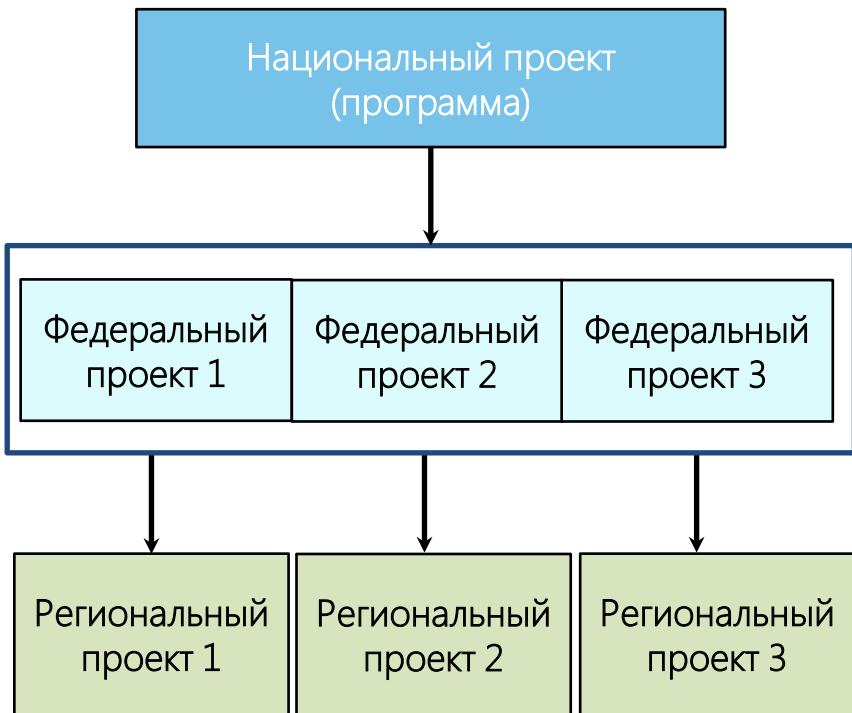 Национальный проект
(программа)
Федеральный
проект 1
Федеральный
проект 2
Федеральный
проект 3
Региональный
проект 1
Региональный
проект 2
Региональный
проект 3